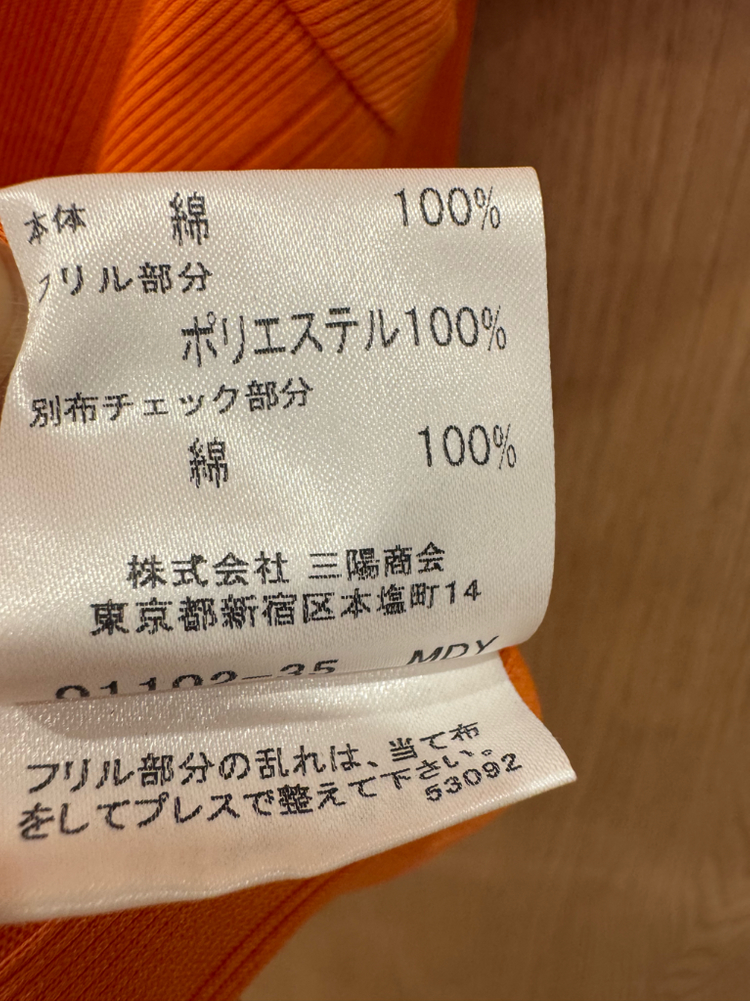 本体 綿 100%
フリル部分
ポリエステル100%
別布チェック部分
綿 100%
株式会社 三陽商会
東京都新宿区本塩町14
91102-35 MDY
フリル部分の乱れは、当て布
をしてプレスで整えて下さい。
53092